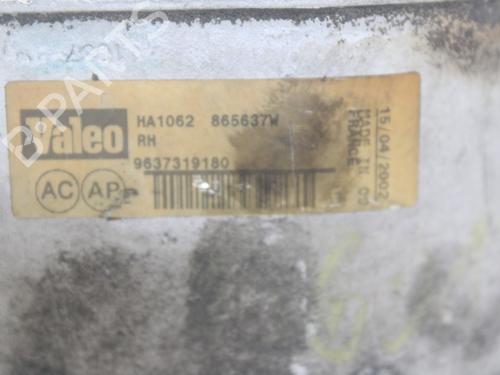 B-PARTS
Valeo
HA1062 865637W
RH
9637319180
AC AP
15/04/2002
MADE IN
FRANCE